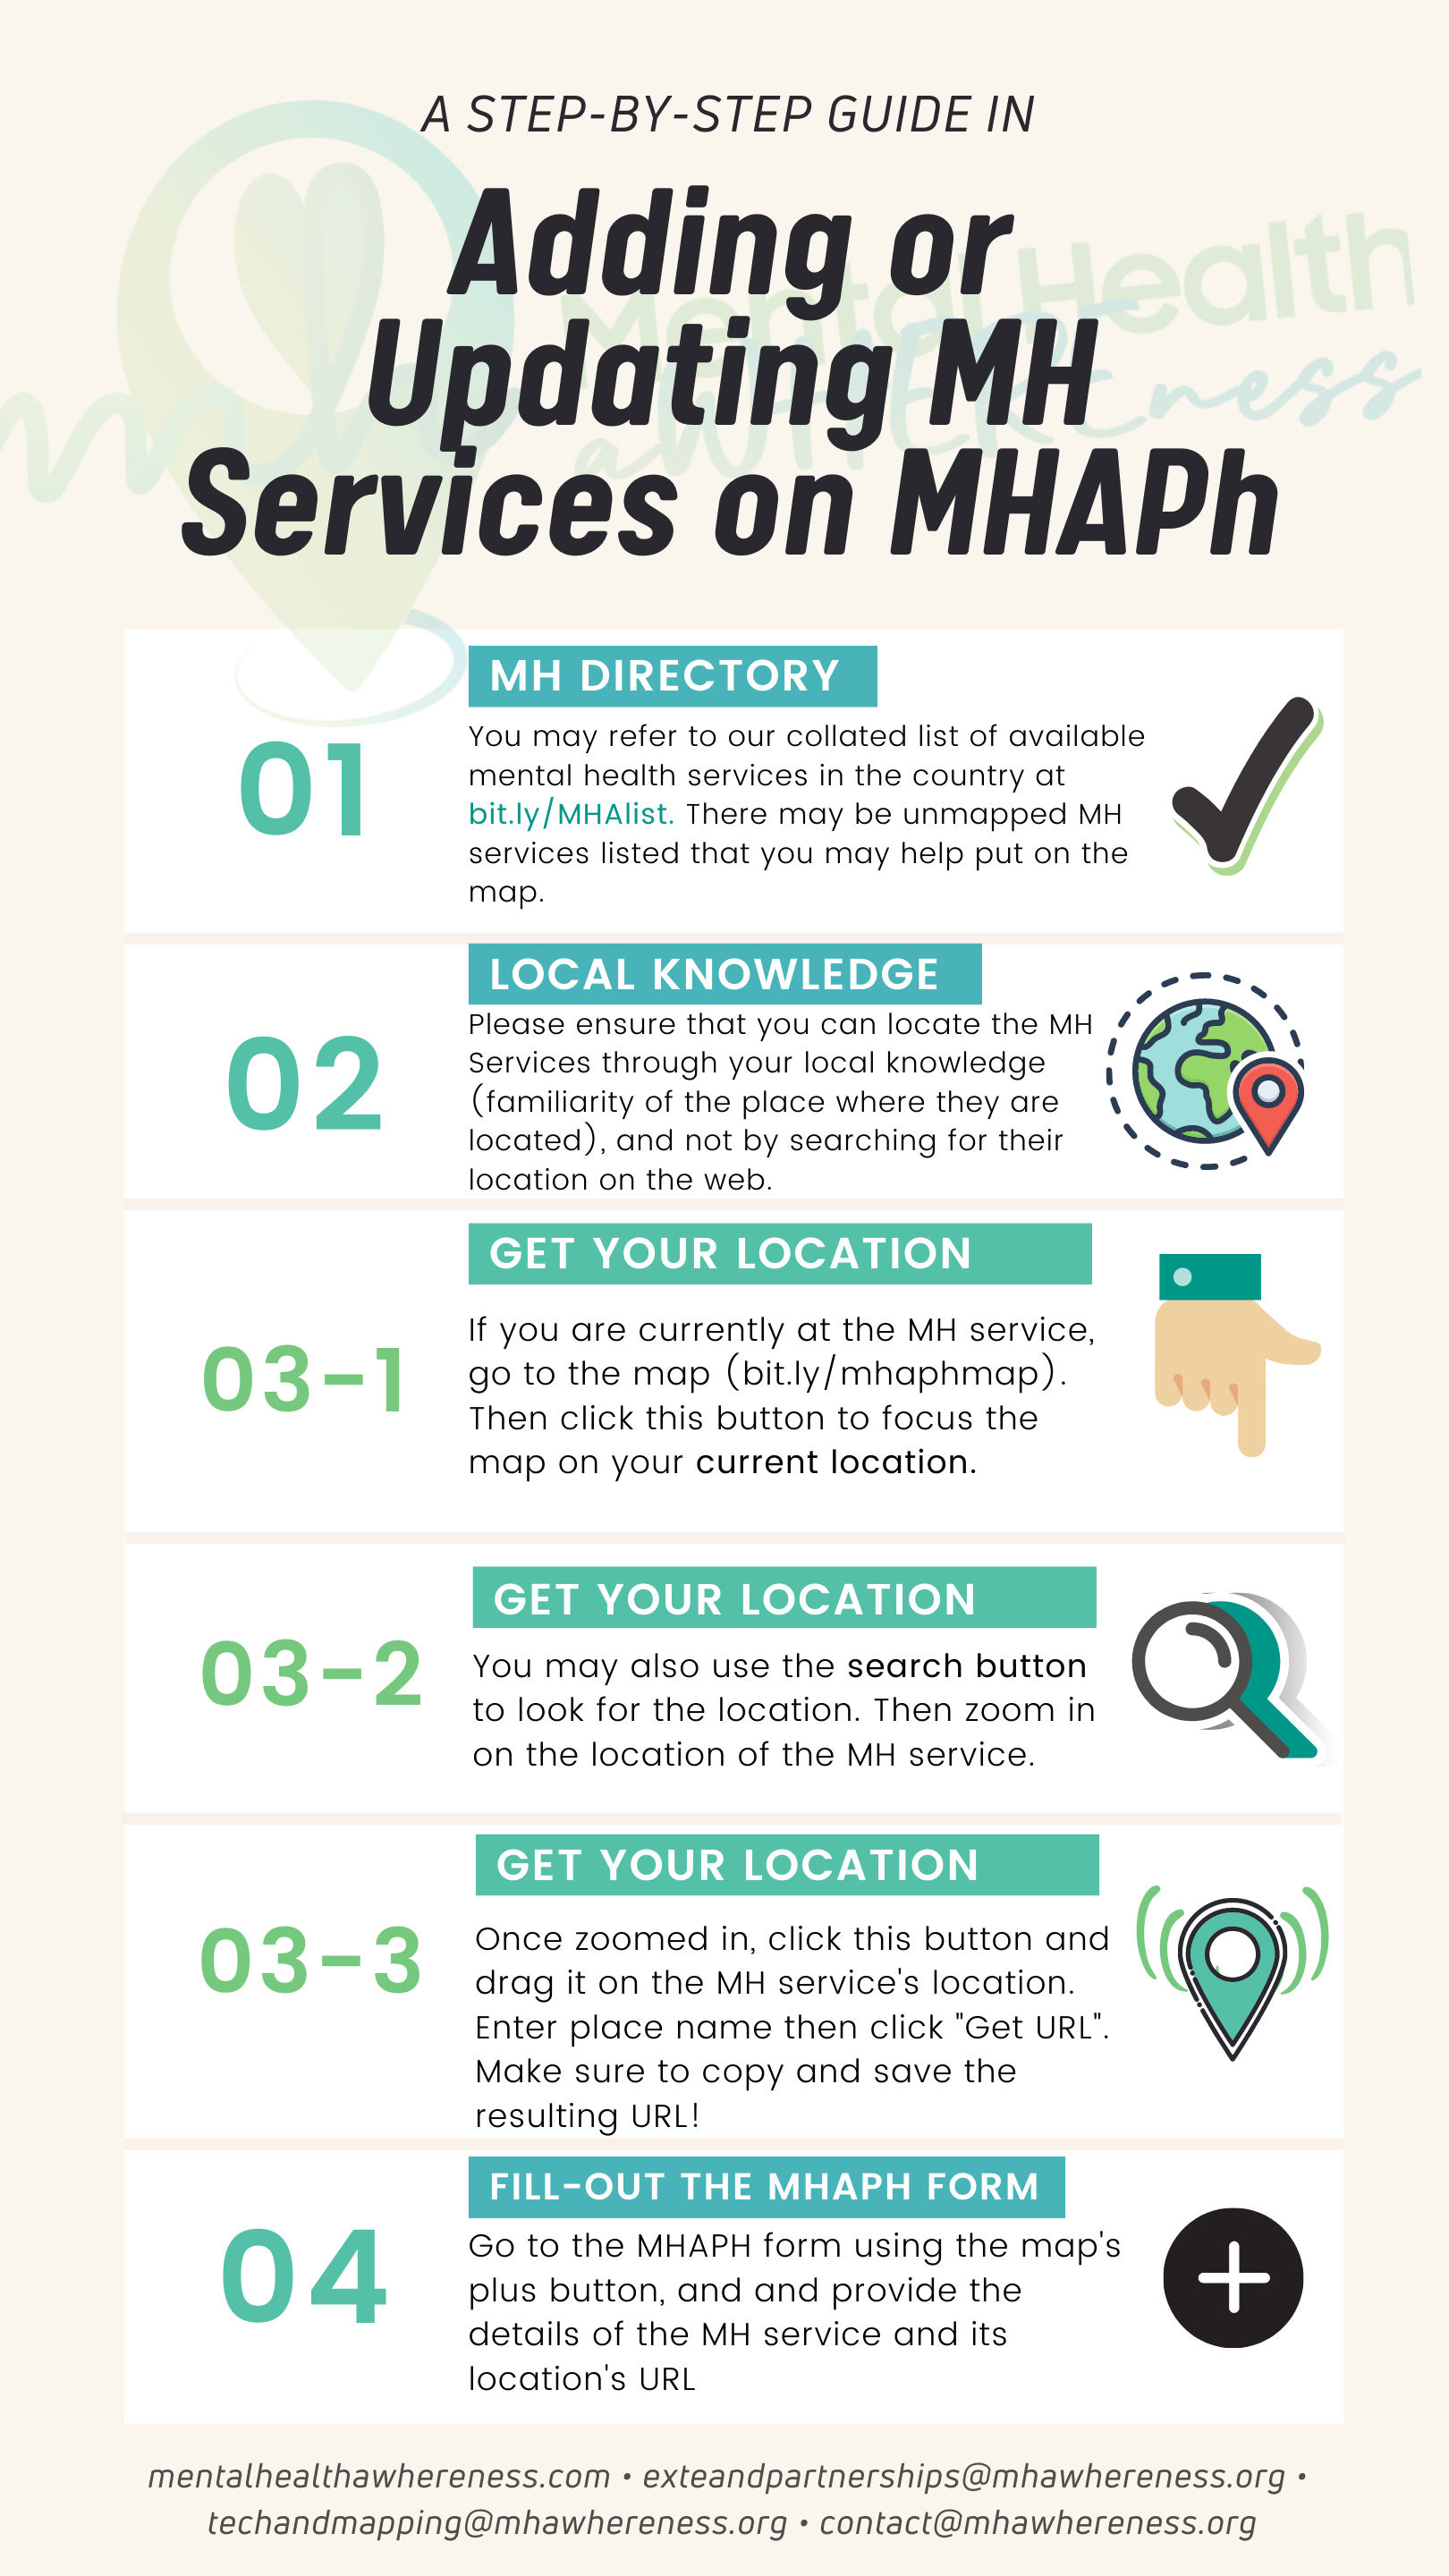 A STEP-BY-STEP GUIDE IN
Adding or
Updating MH
Services on MHAPh
mha
Mental Health
aWHEREness
01
MH DIRECTORY
You may refer to our collated list of available
mental health services in the country at
bit.ly/MHAlist. There may be unmapped MH
services listed that you may help put on the
map.
02
LOCAL KNOWLEDGE
Please ensure that you can locate the MH
Services through your local knowledge
(familiarity of the place where they are
located), and not by searching for their
location on the web.
03-1
GET YOUR LOCATION
If you are currently at the MH service,
go to the map (bit.ly/mhaphmap).
Then click this button to focus the
map on your current location.
03-2
GET YOUR LOCATION
You may also use the search button
to look for the location. Then zoom in
on the location of the MH service.
03-3
GET YOUR LOCATION
Once zoomed in, click this button and
drag it on the MH service's location.
Enter place name then click "Get URL".
Make sure to copy and save the
resulting URL!
04
FILL-OUT THE MHAPH FORM
Go to the MHAPH form using the map's
plus button, and and provide the
details of the MH service and its
location's URL
mentalhealthawhereness.com • exteandpartnerships@mhawhereness.org •
techandmapping@mhawhereness.org • contact@mhawhereness.org